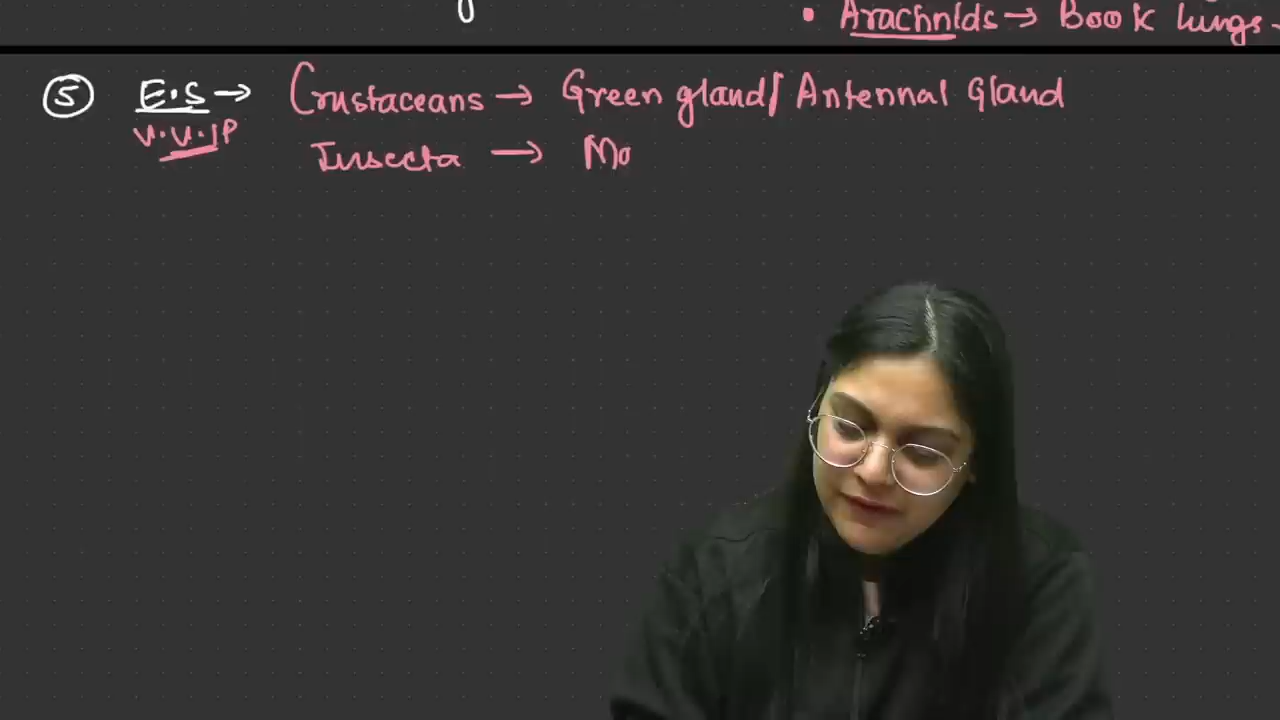 • Arachnids → Book lungs -
⑤ E.S → Crustaceans → Green gland/ Antennal Gland
V.V.IP
Insecta → Mo